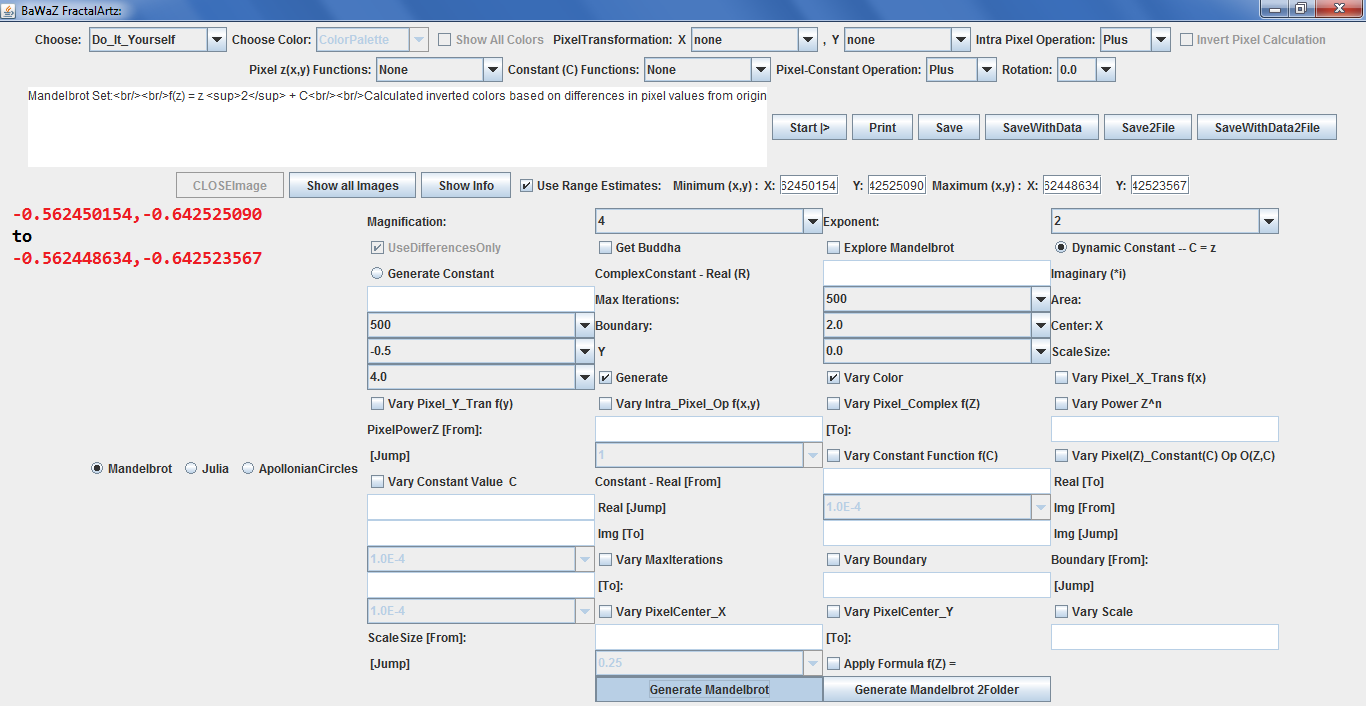 BaWaZ FractalArtz:
Choose: Do_It_Yourself Choose Color: ColorPalette Show All Colors PixelTransformation: X none , Y none Intra Pixel Operation: Plus Invert Pixel Calculation
Pixel z(x,y) Functions: None Constant (C) Functions: None Pixel-Constant Operation: Plus Rotation: 0.0
Mandelbrot Set:<br/><br/>f(z) = z <sup>2</sup> + C<br/><br/>Calculated inverted colors based on differences in pixel values from origin
Start |> Print Save SaveWithData Save2File SaveWithData2File
CLOSEImage Show all Images Show Info Use Range Estimates: Minimum (x,y) : X: 62450154 Y: 42525090 Maximum (x,y) : X: 62448634 Y: 42523567
-0.562450154,-0.642525090
to
-0.562448634,-0.642523567
Magnification: 4 Exponent: 2
UseDifferencesOnly Get Buddha Explore Mandelbrot Dynamic Constant -- C = z
Generate Constant ComplexConstant - Real (R) Imaginary (*i)
Max Iterations: 500 Area:
500 Boundary: 2.0 Center: X
-0.5 Y 0.0 ScaleSize:
4.0 Generate Vary Color Vary Pixel_X_Trans f(x)
Vary Pixel_Y_Tran f(y) Vary Intra_Pixel_Op f(x,y) Vary Pixel_Complex f(Z) Vary Power Z^n
PixelPowerZ [From]: [To]:
[Jump] 1 Vary Constant Function f(C) Vary Pixel(Z)_Constant(C) Op O(Z,C)
Mandelbrot Julia ApollonianCircles
Vary Constant Value C Constant - Real [From] Real [To]
Real [Jump] 1.0E-4 Img [From]
Img [To] Img [Jump]
1.0E-4 Vary MaxIterations Vary Boundary Boundary [From]:
[To]: [Jump]
1.0E-4 Vary PixelCenter_X Vary PixelCenter_Y Vary Scale
ScaleSize [From]: [To]:
[Jump] 0.25 Apply Formula f(Z) =
Generate Mandelbrot Generate Mandelbrot 2Folder